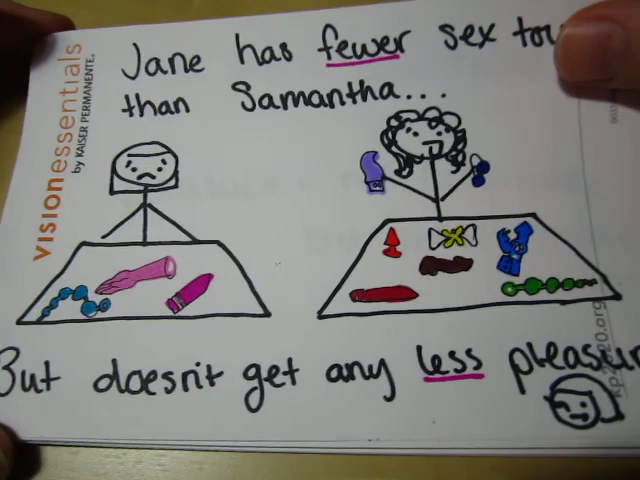 Jane has fewer sex
than Samantha...
But doesn't get any less
VISIONessentials
by KAISER PERMANENTE®